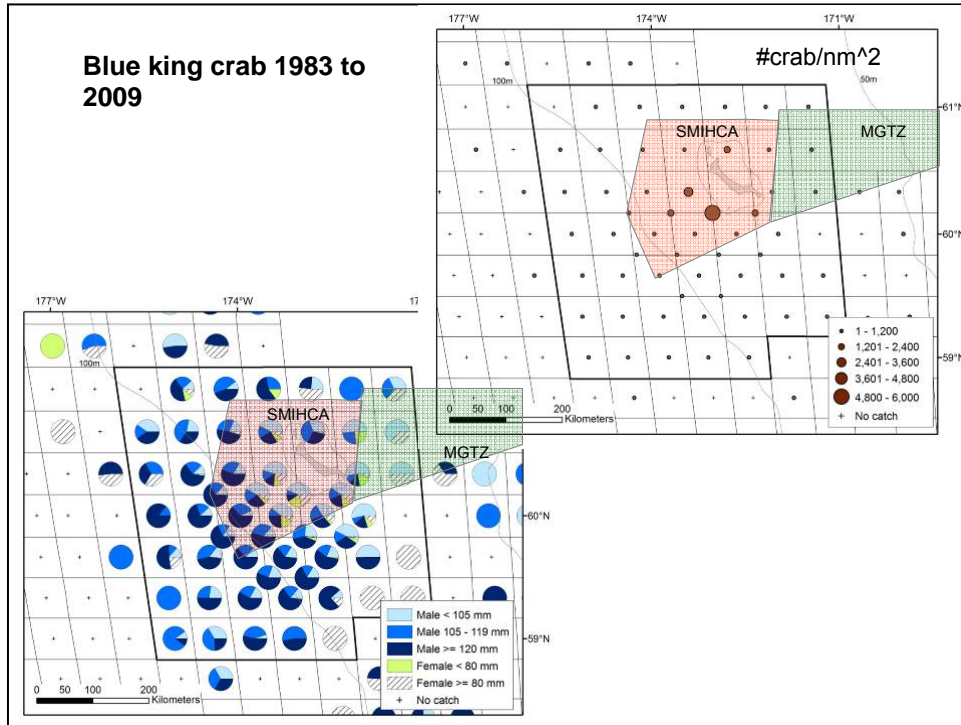 Blue king crab 1983 to
2009
177°W
174°W
171°W
#crab/nm^2
100m
50m
61°N
SMIHCA
MGTZ
60°N
1 - 1,200
1,201 - 2,400
2,401 - 3,600
3,601 - 4,800
4,800 - 6,000
No catch
59°N
0 50 100 200
Kilometers
177°W
174°W
17
100m
SMIHCA
MGTZ
60°N
Male < 105 mm
Male 105 - 119 mm
Male >= 120 mm
Female < 80 mm
Female >= 80 mm
No catch
59°N
0 50 100 200
Kilometers